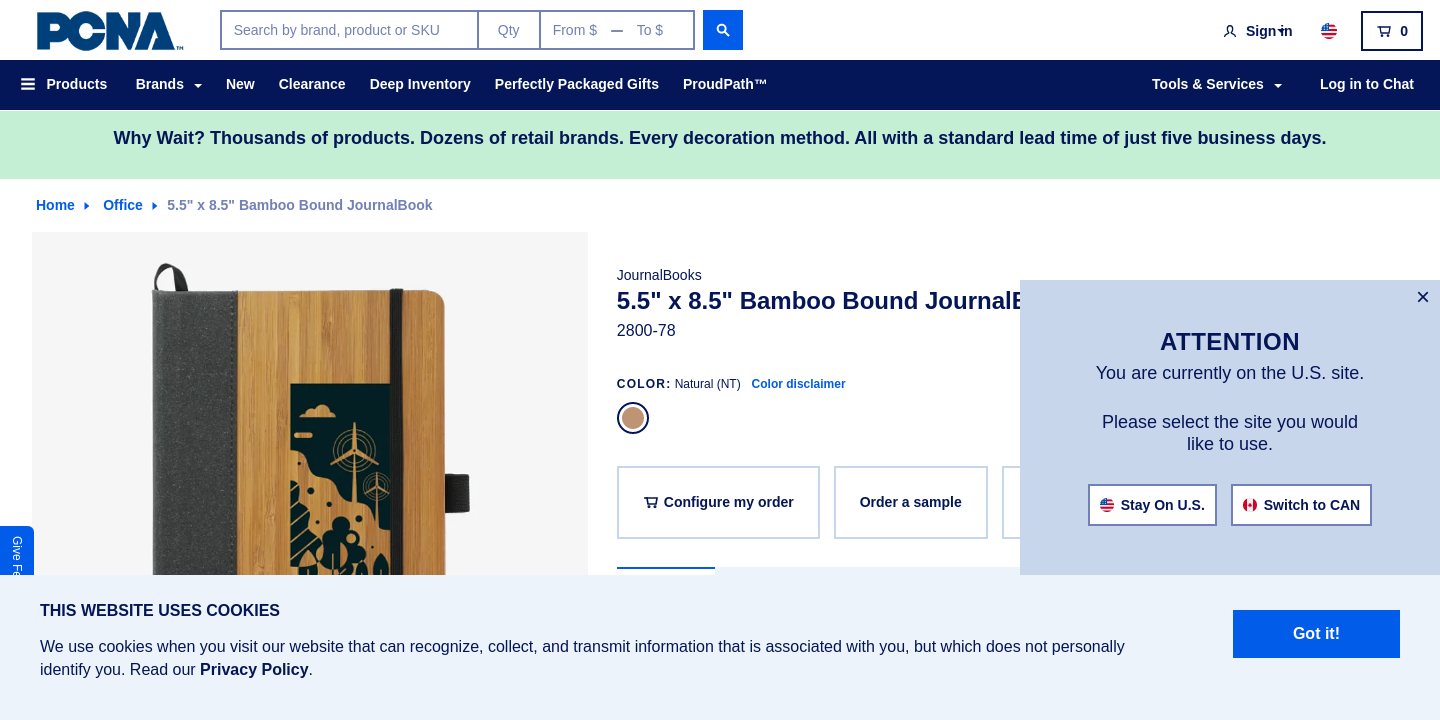 PCNA™
Search by brand, product or SKU
Qty
From $ — To $
Sign in
0
Products
Brands
New
Clearance
Deep Inventory
Perfectly Packaged Gifts
ProudPath™
Tools & Services
Log in to Chat
Why Wait? Thousands of products. Dozens of retail brands. Every decoration method. All with a standard lead time of just five business days.
Home
Office
5.5" x 8.5" Bamboo Bound JournalBook
JournalBooks
5.5" x 8.5" Bamboo Bound
2800-78
COLOR: Natural (NT) Color disclaimer
Configure my order
Order a sample
×
ATTENTION
You are currently on the U.S. site.
Please select the site you would
like to use.
Stay On U.S.
Switch to CAN
Give
THIS WEBSITE USES COOKIES
We use cookies when you visit our website that can recognize, collect, and transmit information that is associated with you, but which does not personally
identify you. Read our Privacy Policy.
Got it!